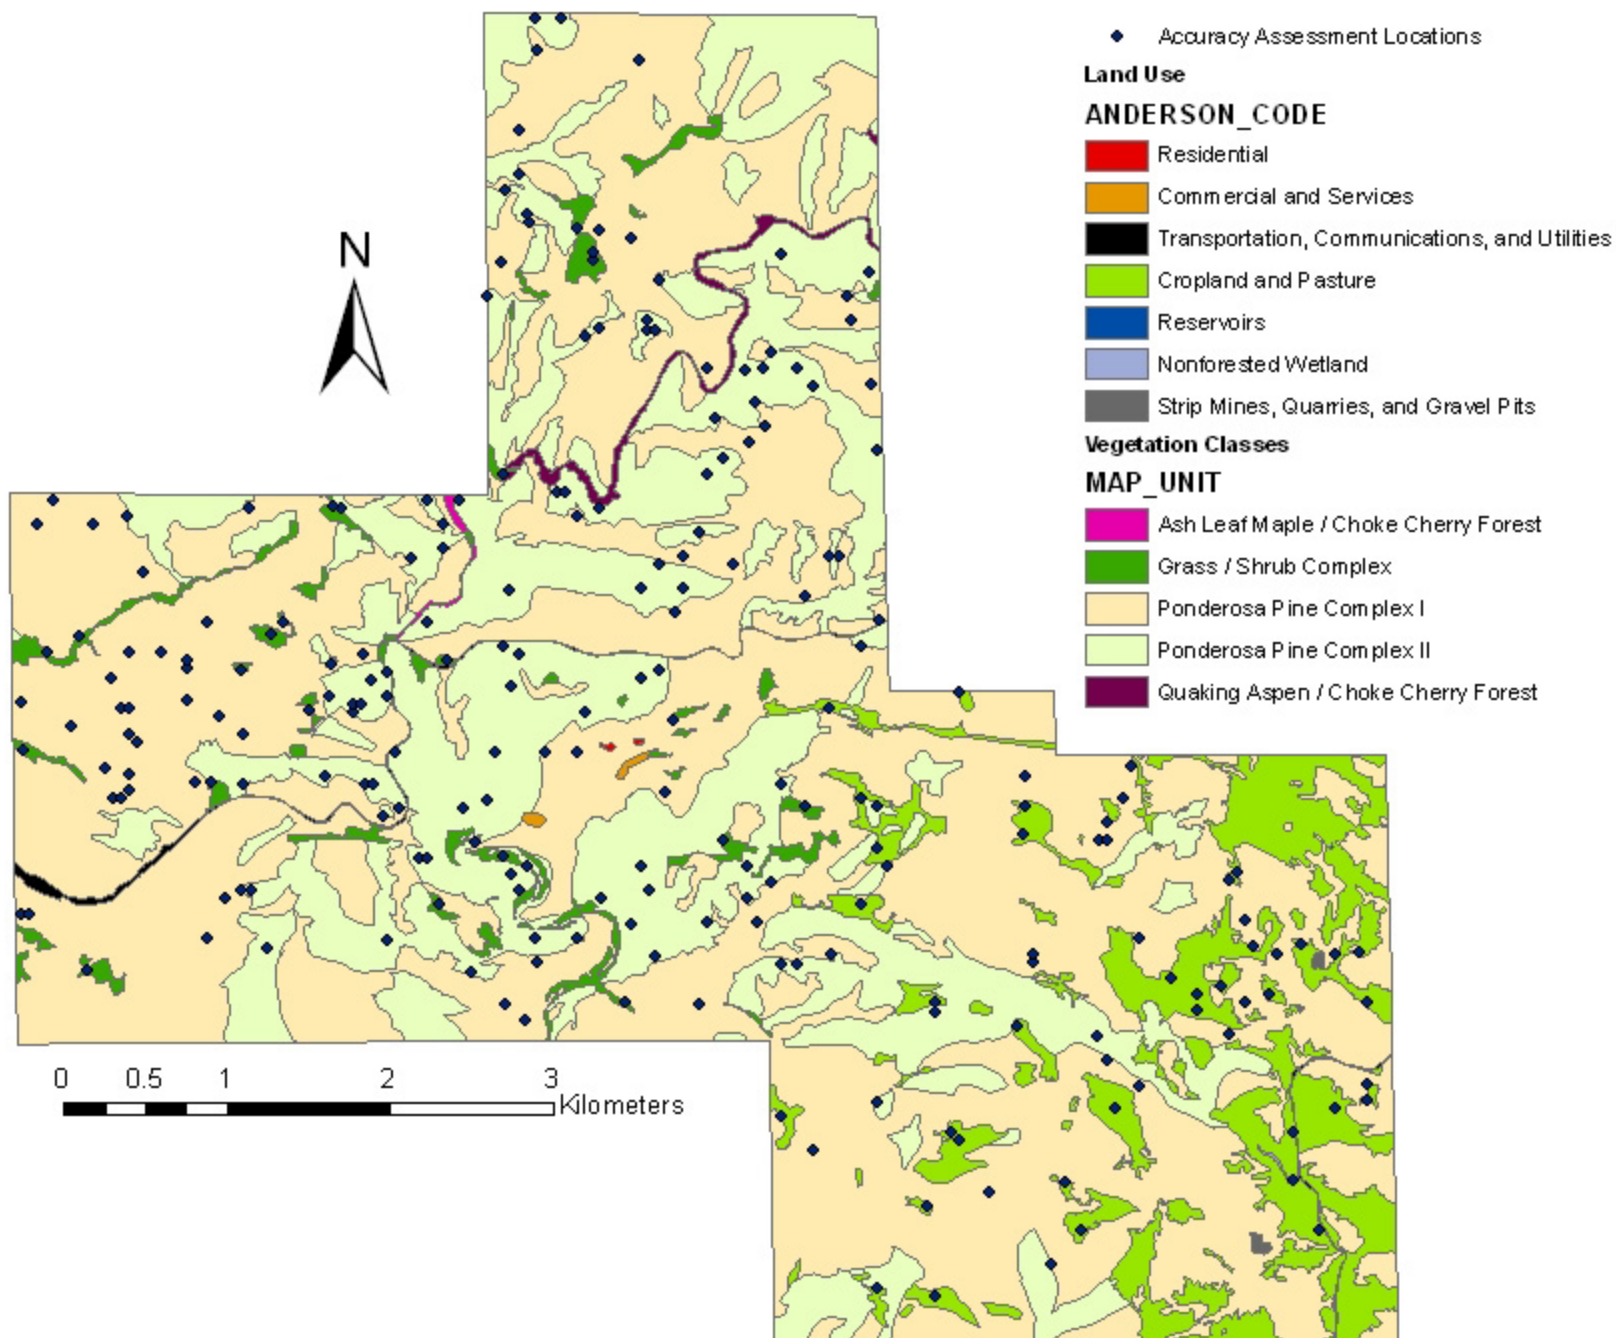 Accuracy Assessment Locations
Land Use
ANDERSON_CODE
Residential
Commercial and Services
Transportation, Communications, and Utilities
Cropland and Pasture
Reservoirs
Nonforested Wetland
Strip Mines, Quarries, and Gravel Pits
Vegetation Classes
MAP_UNIT
Ash Leaf Maple / Choke Cherry Forest
Grass / Shrub Complex
Ponderosa Pine Complex I
Ponderosa Pine Complex II
Quaking Aspen / Choke Cherry Forest
N
0 0.5 1 2 3
Kilometers